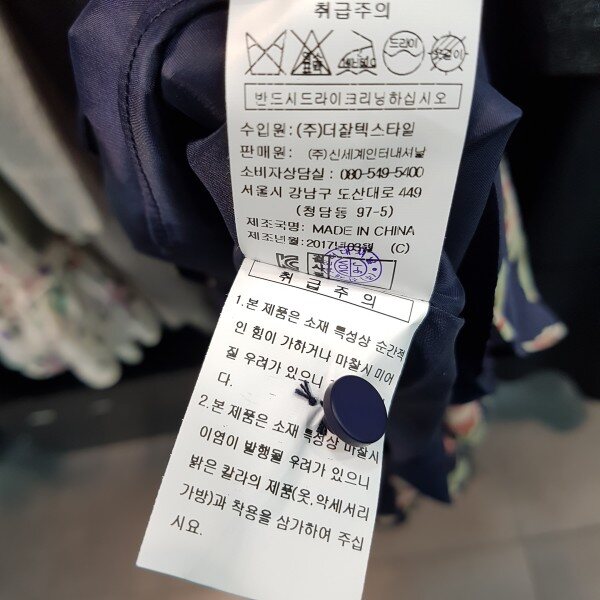 취급주의
드라이
반드시드라이크리닝하십시오
수입원: (주)더잘텍스타일
판매원: (주)신세계인터내셔날
소비자상담실: 080-549-5400
서울시 강남구 도산대로 449
(청담동 97-5)
제조국명: MADE IN CHINA
제조년월: 2017년03월 (C)
취급주의
1.본 제품은 소재 특성상 순간적
인 힘이 가하거나 마찰시 미어
질 우려가 있으니
다.
2.본 제품은 소재 특성상 마찰시
이염이 발행될 우려가 있으니
밝은 칼라의 제품(옷,악세서리
가방)과 착용을 삼가하여 주십
시요.